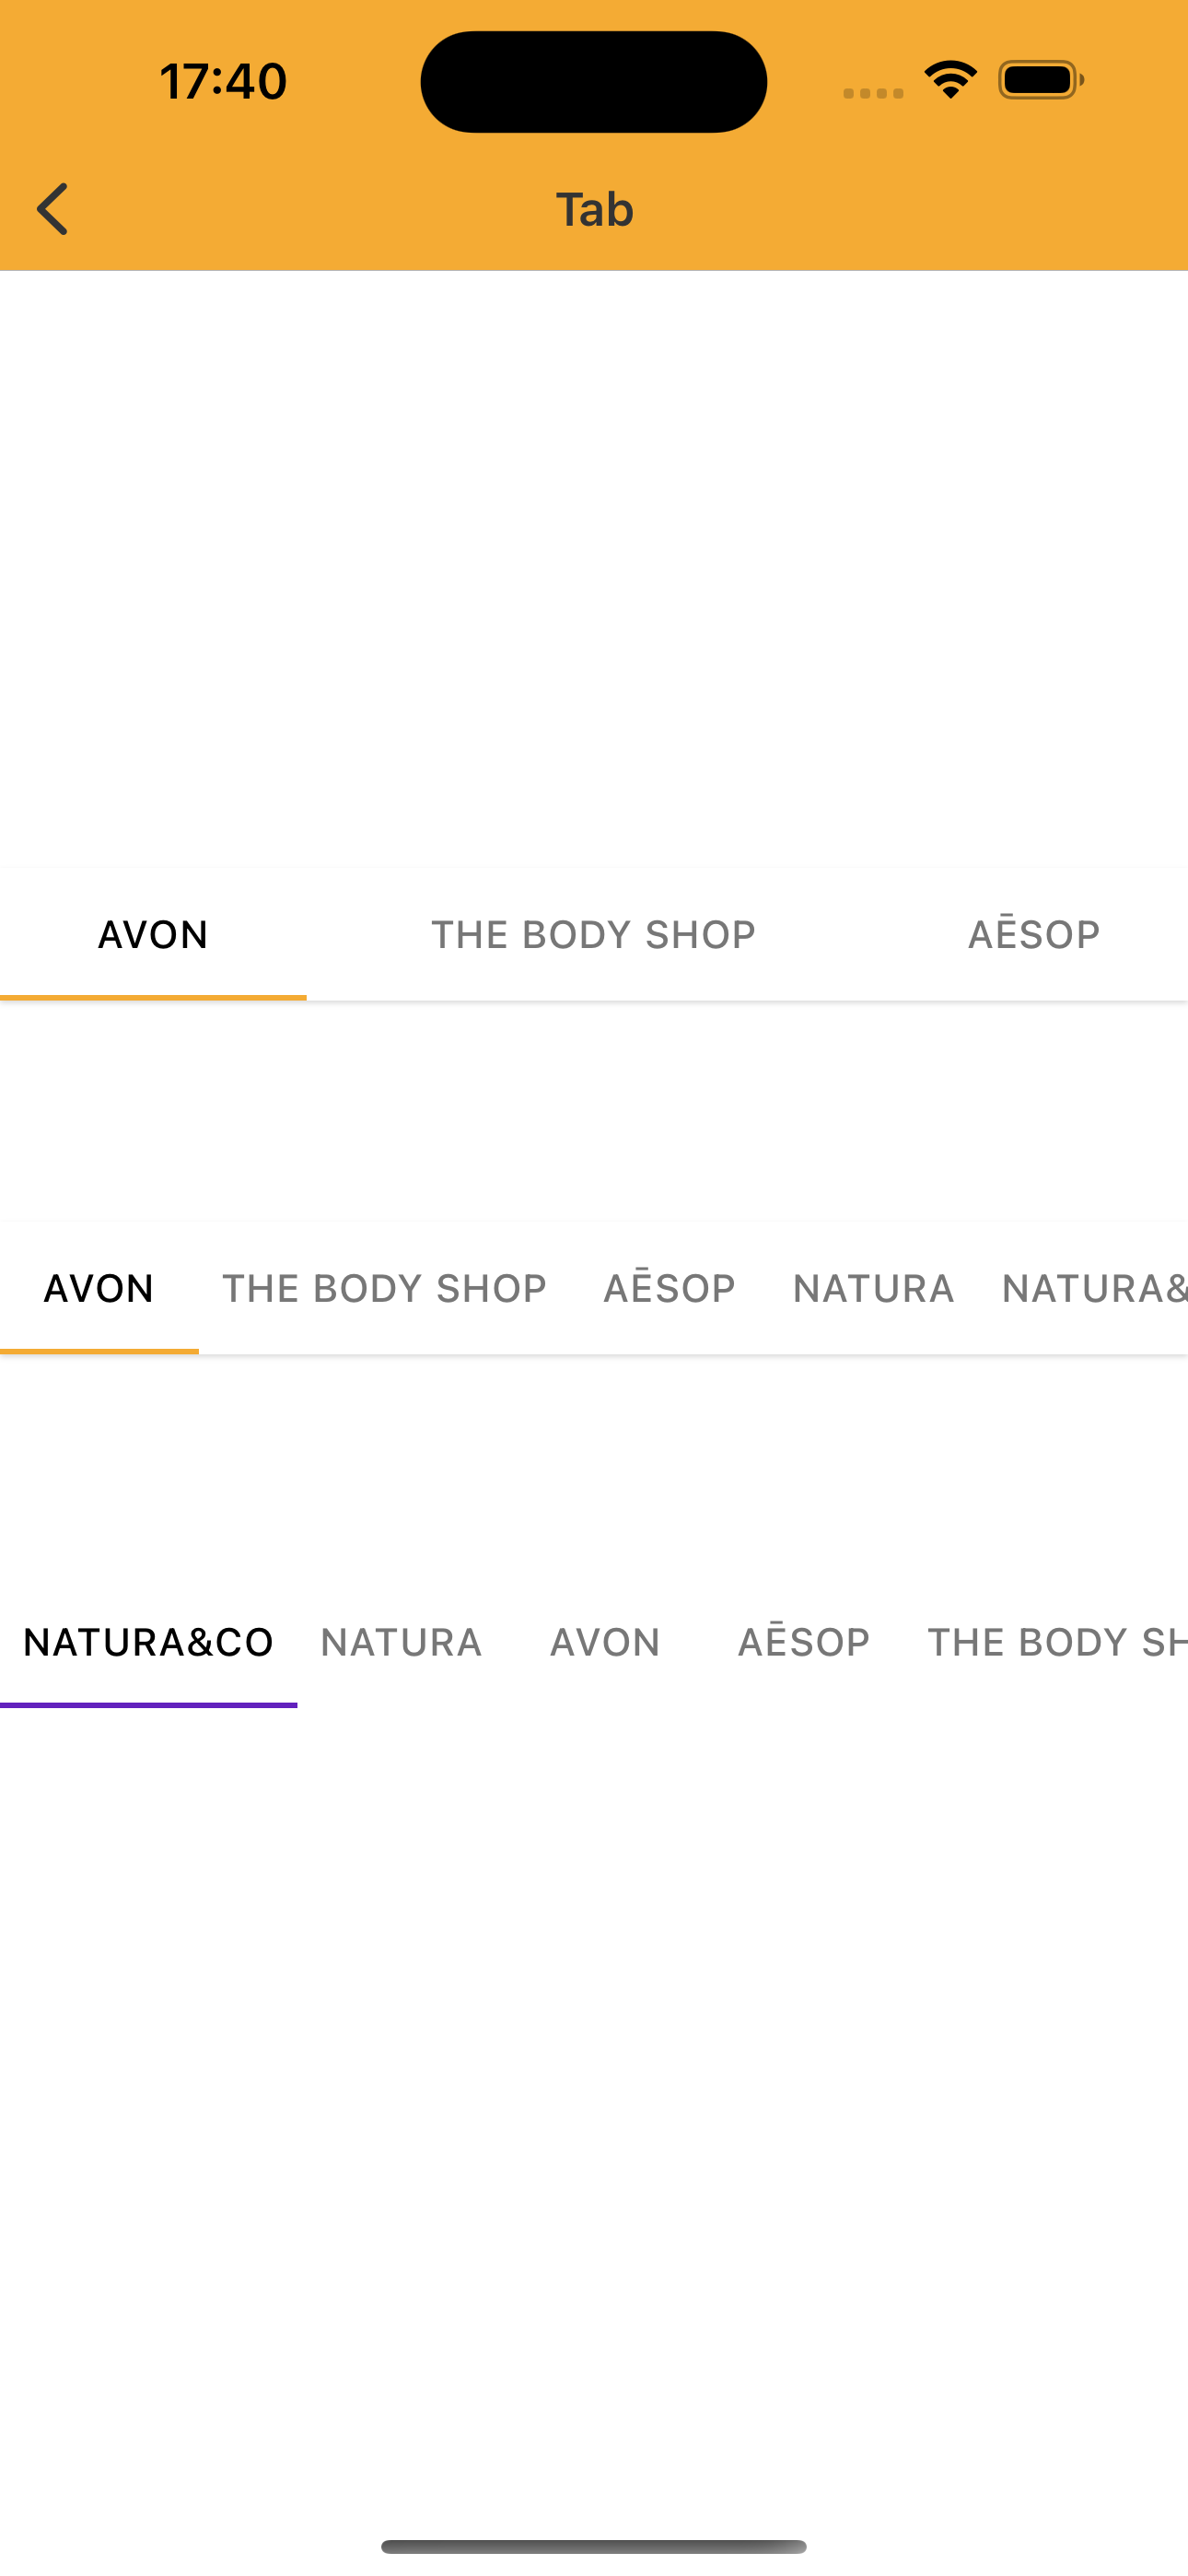 17:40
Tab
AVON THE BODY SHOP AĒSOP
AVON THE BODY SHOP AĒSOP NATURA NATURA&
NATURA&CO NATURA AVON AĒSOP THE BODY SH